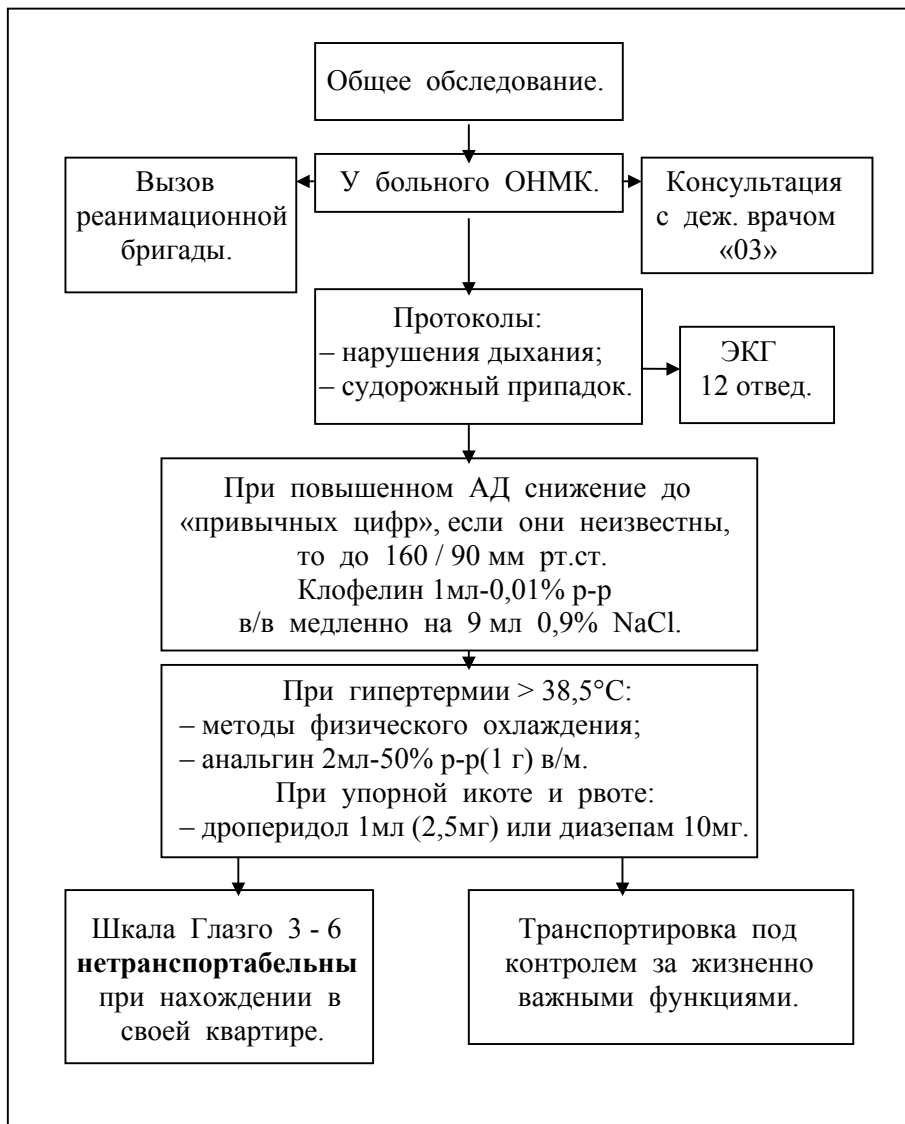 Общее обследование.
Вызов
реанимационной
бригады.
У больного ОНМК.
Консультация
с деж. врачом
«03»
Протоколы:
– нарушения дыхания;
– судорожный припадок.
ЭКГ
12 отвед.
При повышенном АД снижение до
«привычных цифр», если они неизвестны,
то до 160 / 90 мм рт.ст.
Клофелин 1мл-0,01% р-р
в/в медленно на 9 мл 0,9% NaCl.
При гипертермии > 38,5°C:
– методы физического охлаждения;
– анальгин 2мл-50% р-р(1 г) в/м.
При упорной икоте и рвоте:
– дроперидол 1мл (2,5мг) или диазепам 10мг.
Шкала Глазго 3 - 6
нетранспортабельны
при нахождении в
своей квартире.
Транспортировка под
контролем за жизненно
важными функциями.